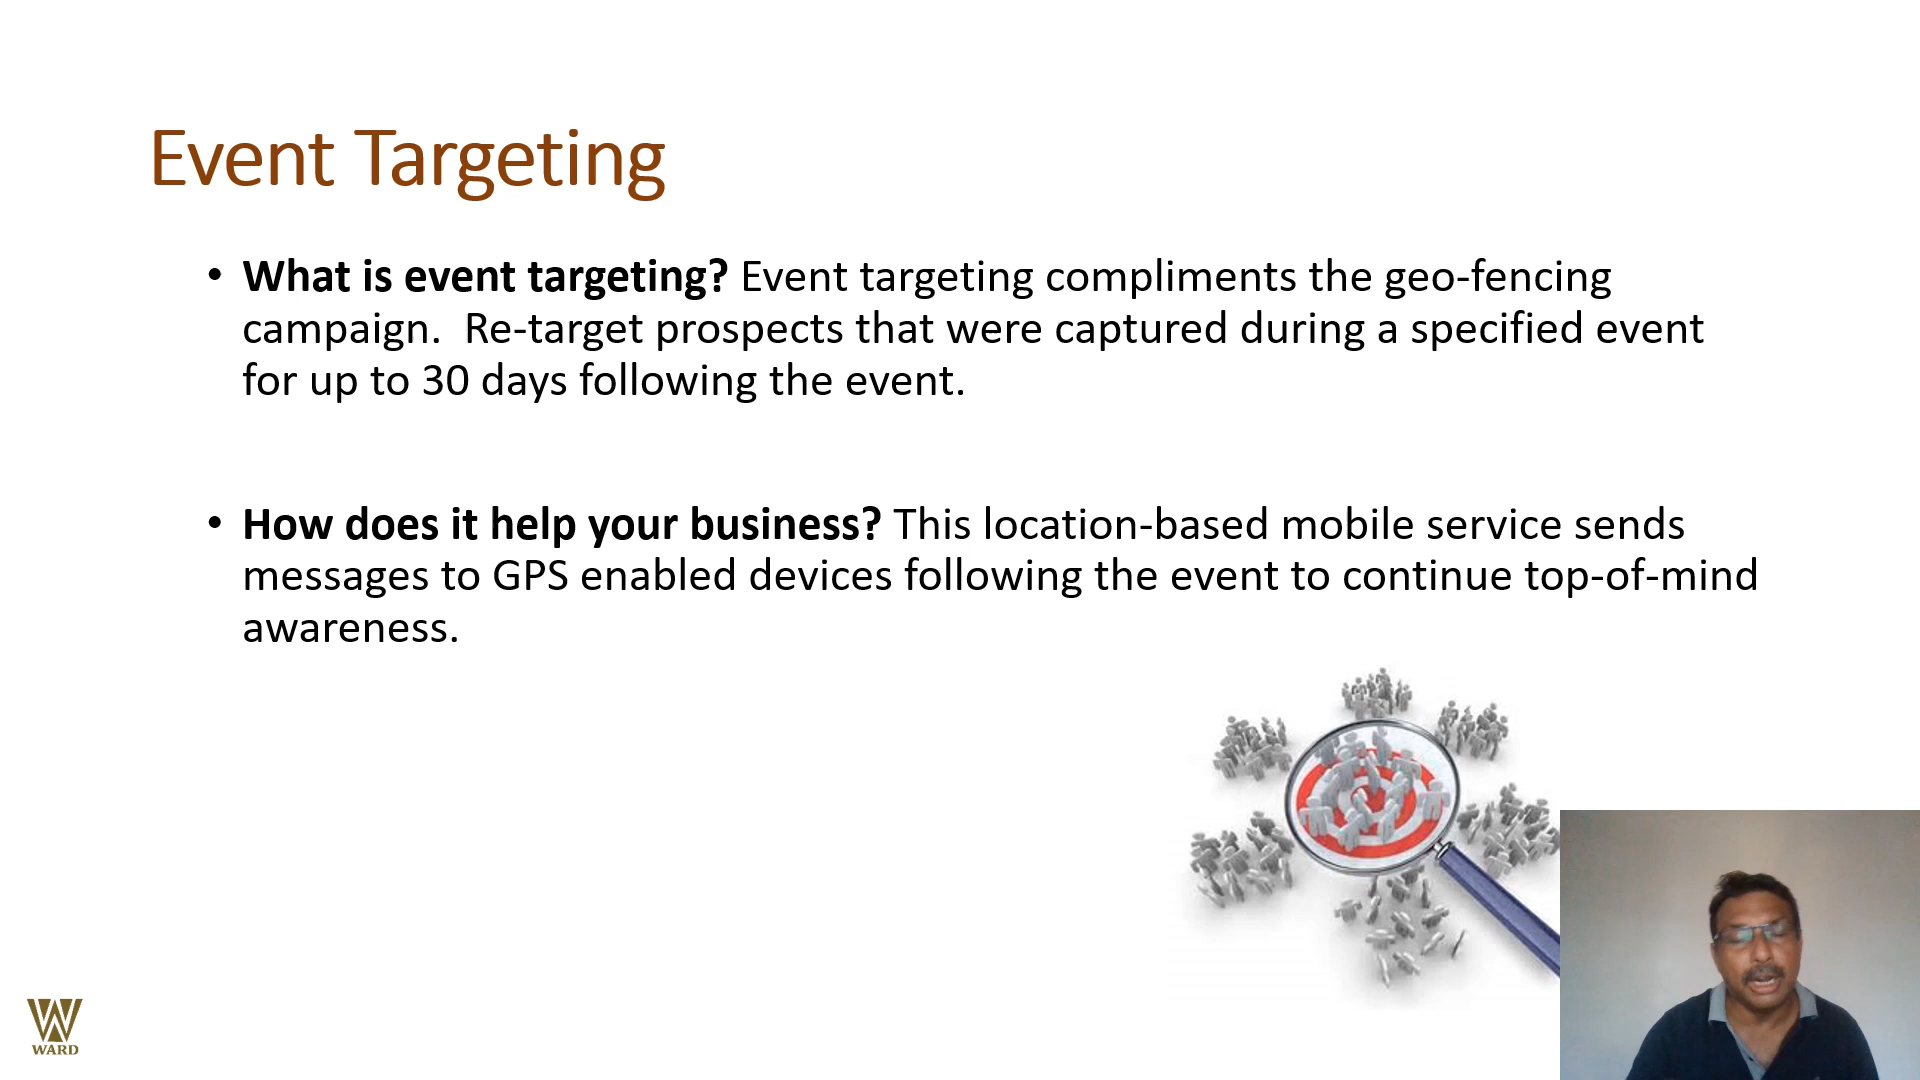 Event Targeting
• What is event targeting? Event targeting compliments the geo-fencing
campaign.  Re-target prospects that were captured during a specified event
for up to 30 days following the event.
• How does it help your business? This location-based mobile service sends
messages to GPS enabled devices following the event to continue top-of-mind
awareness.
WARD